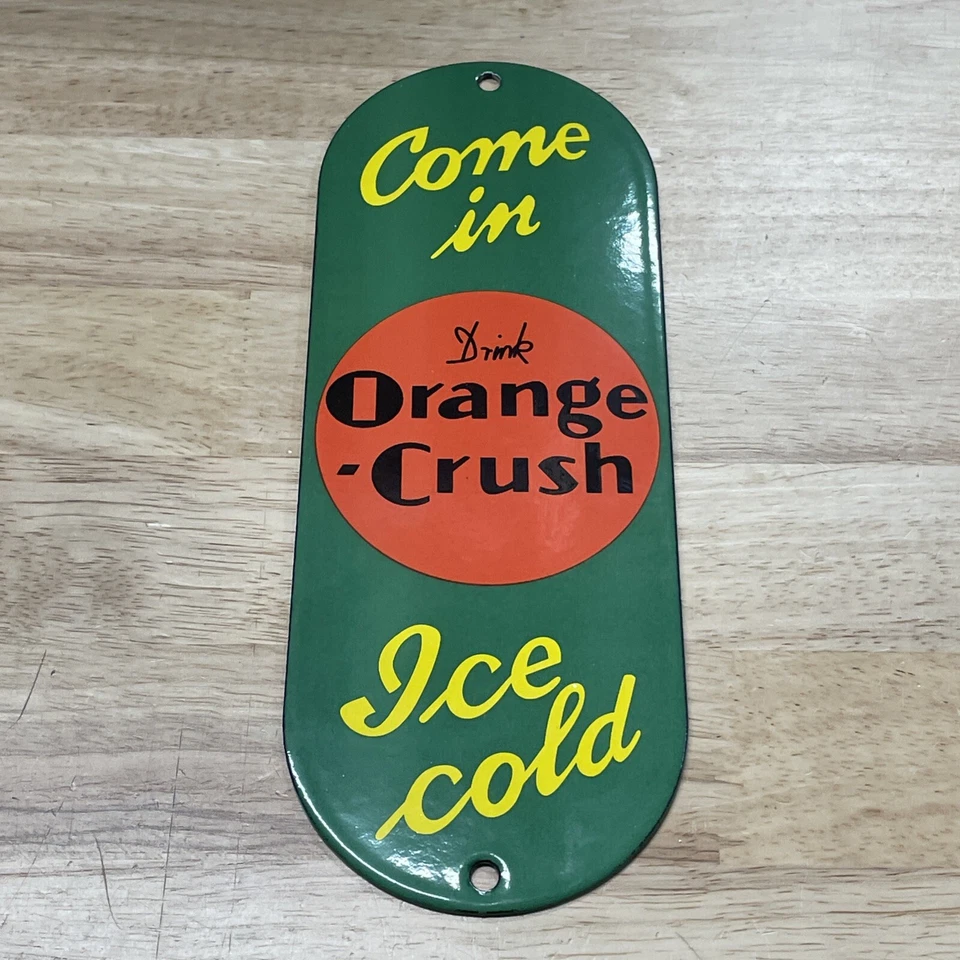 Come
in
Drink
Orange
-Crush
Ice
cold